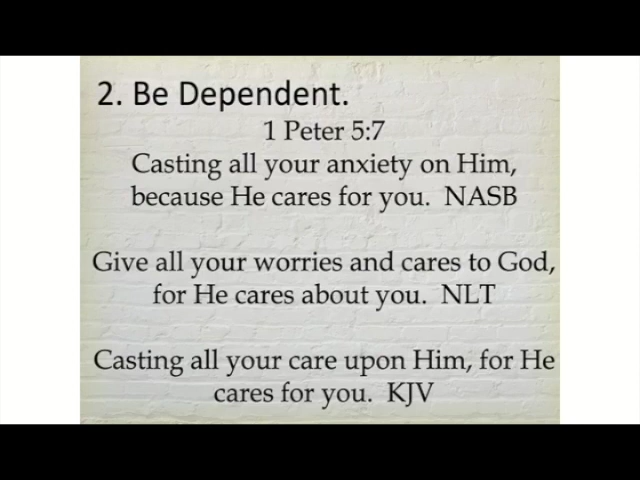 2. Be Dependent.
1 Peter 5:7
Casting all your anxiety on Him,
because He cares for you.  NASB
Give all your worries and cares to God,
for He cares about you.  NLT
Casting all your care upon Him, for He
cares for you.  KJV